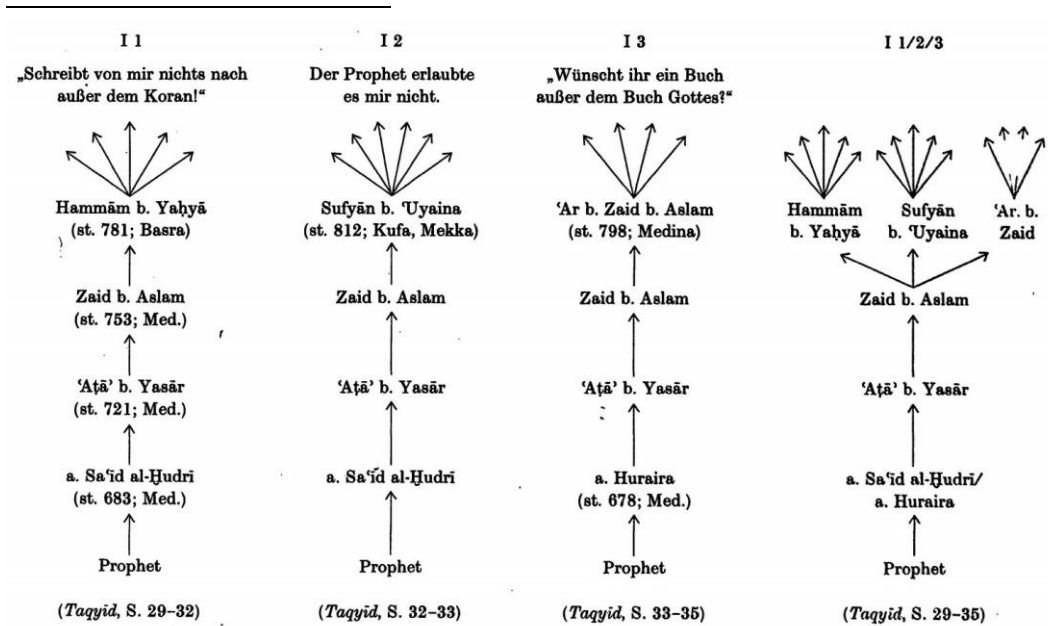 I 1
„Schreibt von mir nichts nach
außer dem Koran!“
Hammām b. Yaḥyā
(st. 781; Basra)
Zaid b. Aslam
(st. 753; Med.)
ʿAṭāʾ b. Yasār
(st. 721; Med.)
a. Saʿīd al-Ḫudrī
(st. 683; Med.)
Prophet
(Taqyīd, S. 29–32)
I 2
Der Prophet erlaubte
es mir nicht.
Sufyān b. ʿUyaina
(st. 812; Kufa, Mekka)
Zaid b. Aslam
ʿAṭāʾ b. Yasār
a. Saʿīd al-Ḫudrī
Prophet
(Taqyīd, S. 32–33)
I 3
„Wünscht ihr ein Buch
außer dem Buch Gottes?“
ʿAr b. Zaid b. Aslam
(st. 798; Medina)
Zaid b. Aslam
ʿAṭāʾ b. Yasār
a. Huraira
(st. 678; Med.)
Prophet
(Taqyīd, S. 33–35)
I 1/2/3
Hammām
b. Yaḥyā
Sufyān
b. ʿUyaina
ʿAr. b.
Zaid
Zaid b. Aslam
ʿAṭāʾ b. Yasār
a. Saʿīd al-Ḫudrī/
a. Huraira
Prophet
(Taqyīd, S. 29–35)